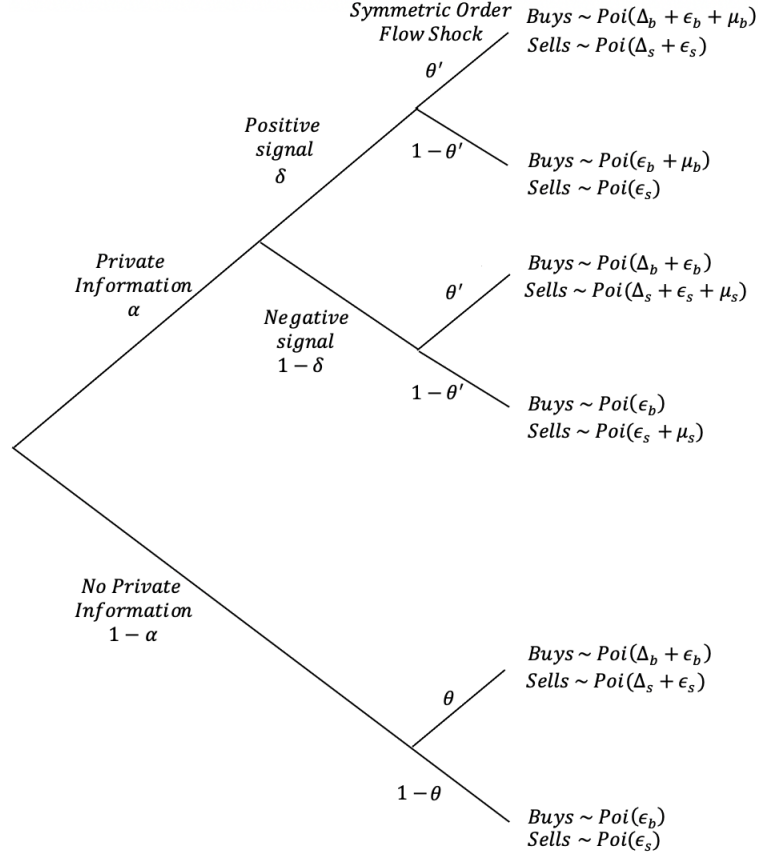 Symmetric Order
Flow Shock
Buys ~ Poi(Δ_b + ϵ_b + μ_b)
Sells ~ Poi(Δ_s + ϵ_s)
θ′
Positive
signal
δ
1 − θ′
Buys ~ Poi(ϵ_b + μ_b)
Sells ~ Poi(ϵ_s)
Private
Information
α
θ′
Buys ~ Poi(Δ_b + ϵ_b)
Sells ~ Poi(Δ_s + ϵ_s + μ_s)
Negative
signal
1 − δ
1 − θ′
Buys ~ Poi(ϵ_b)
Sells ~ Poi(ϵ_s + μ_s)
No Private
Information
1 − α
θ
Buys ~ Poi(Δ_b + ϵ_b)
Sells ~ Poi(Δ_s + ϵ_s)
1 − θ
Buys ~ Poi(ϵ_b)
Sells ~ Poi(ϵ_s)